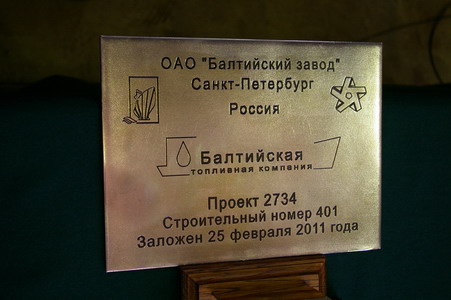 ОАО "Балтийский завод"
Санкт-Петербург
Россия
Балтийская
топливная компания
Проект 2734
Строительный номер 401
Заложен 25 февраля 2011 года